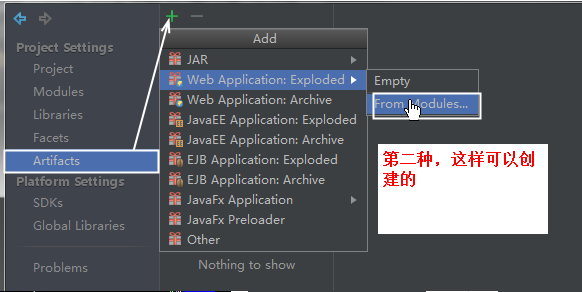 Project Settings
Project
Modules
Libraries
Facets
Artifacts
Platform Settings
SDKs
Global Libraries
Problems
Add
JAR
Web Application: Exploded
Web Application: Archive
JavaEE Application: Exploded
JavaEE Application: Archive
EJB Application: Exploded
EJB Application: Archive
JavaFx Application
JavaFx Preloader
Other
Nothing to show
Empty
From Modules...
第二种，这样可以创
建的